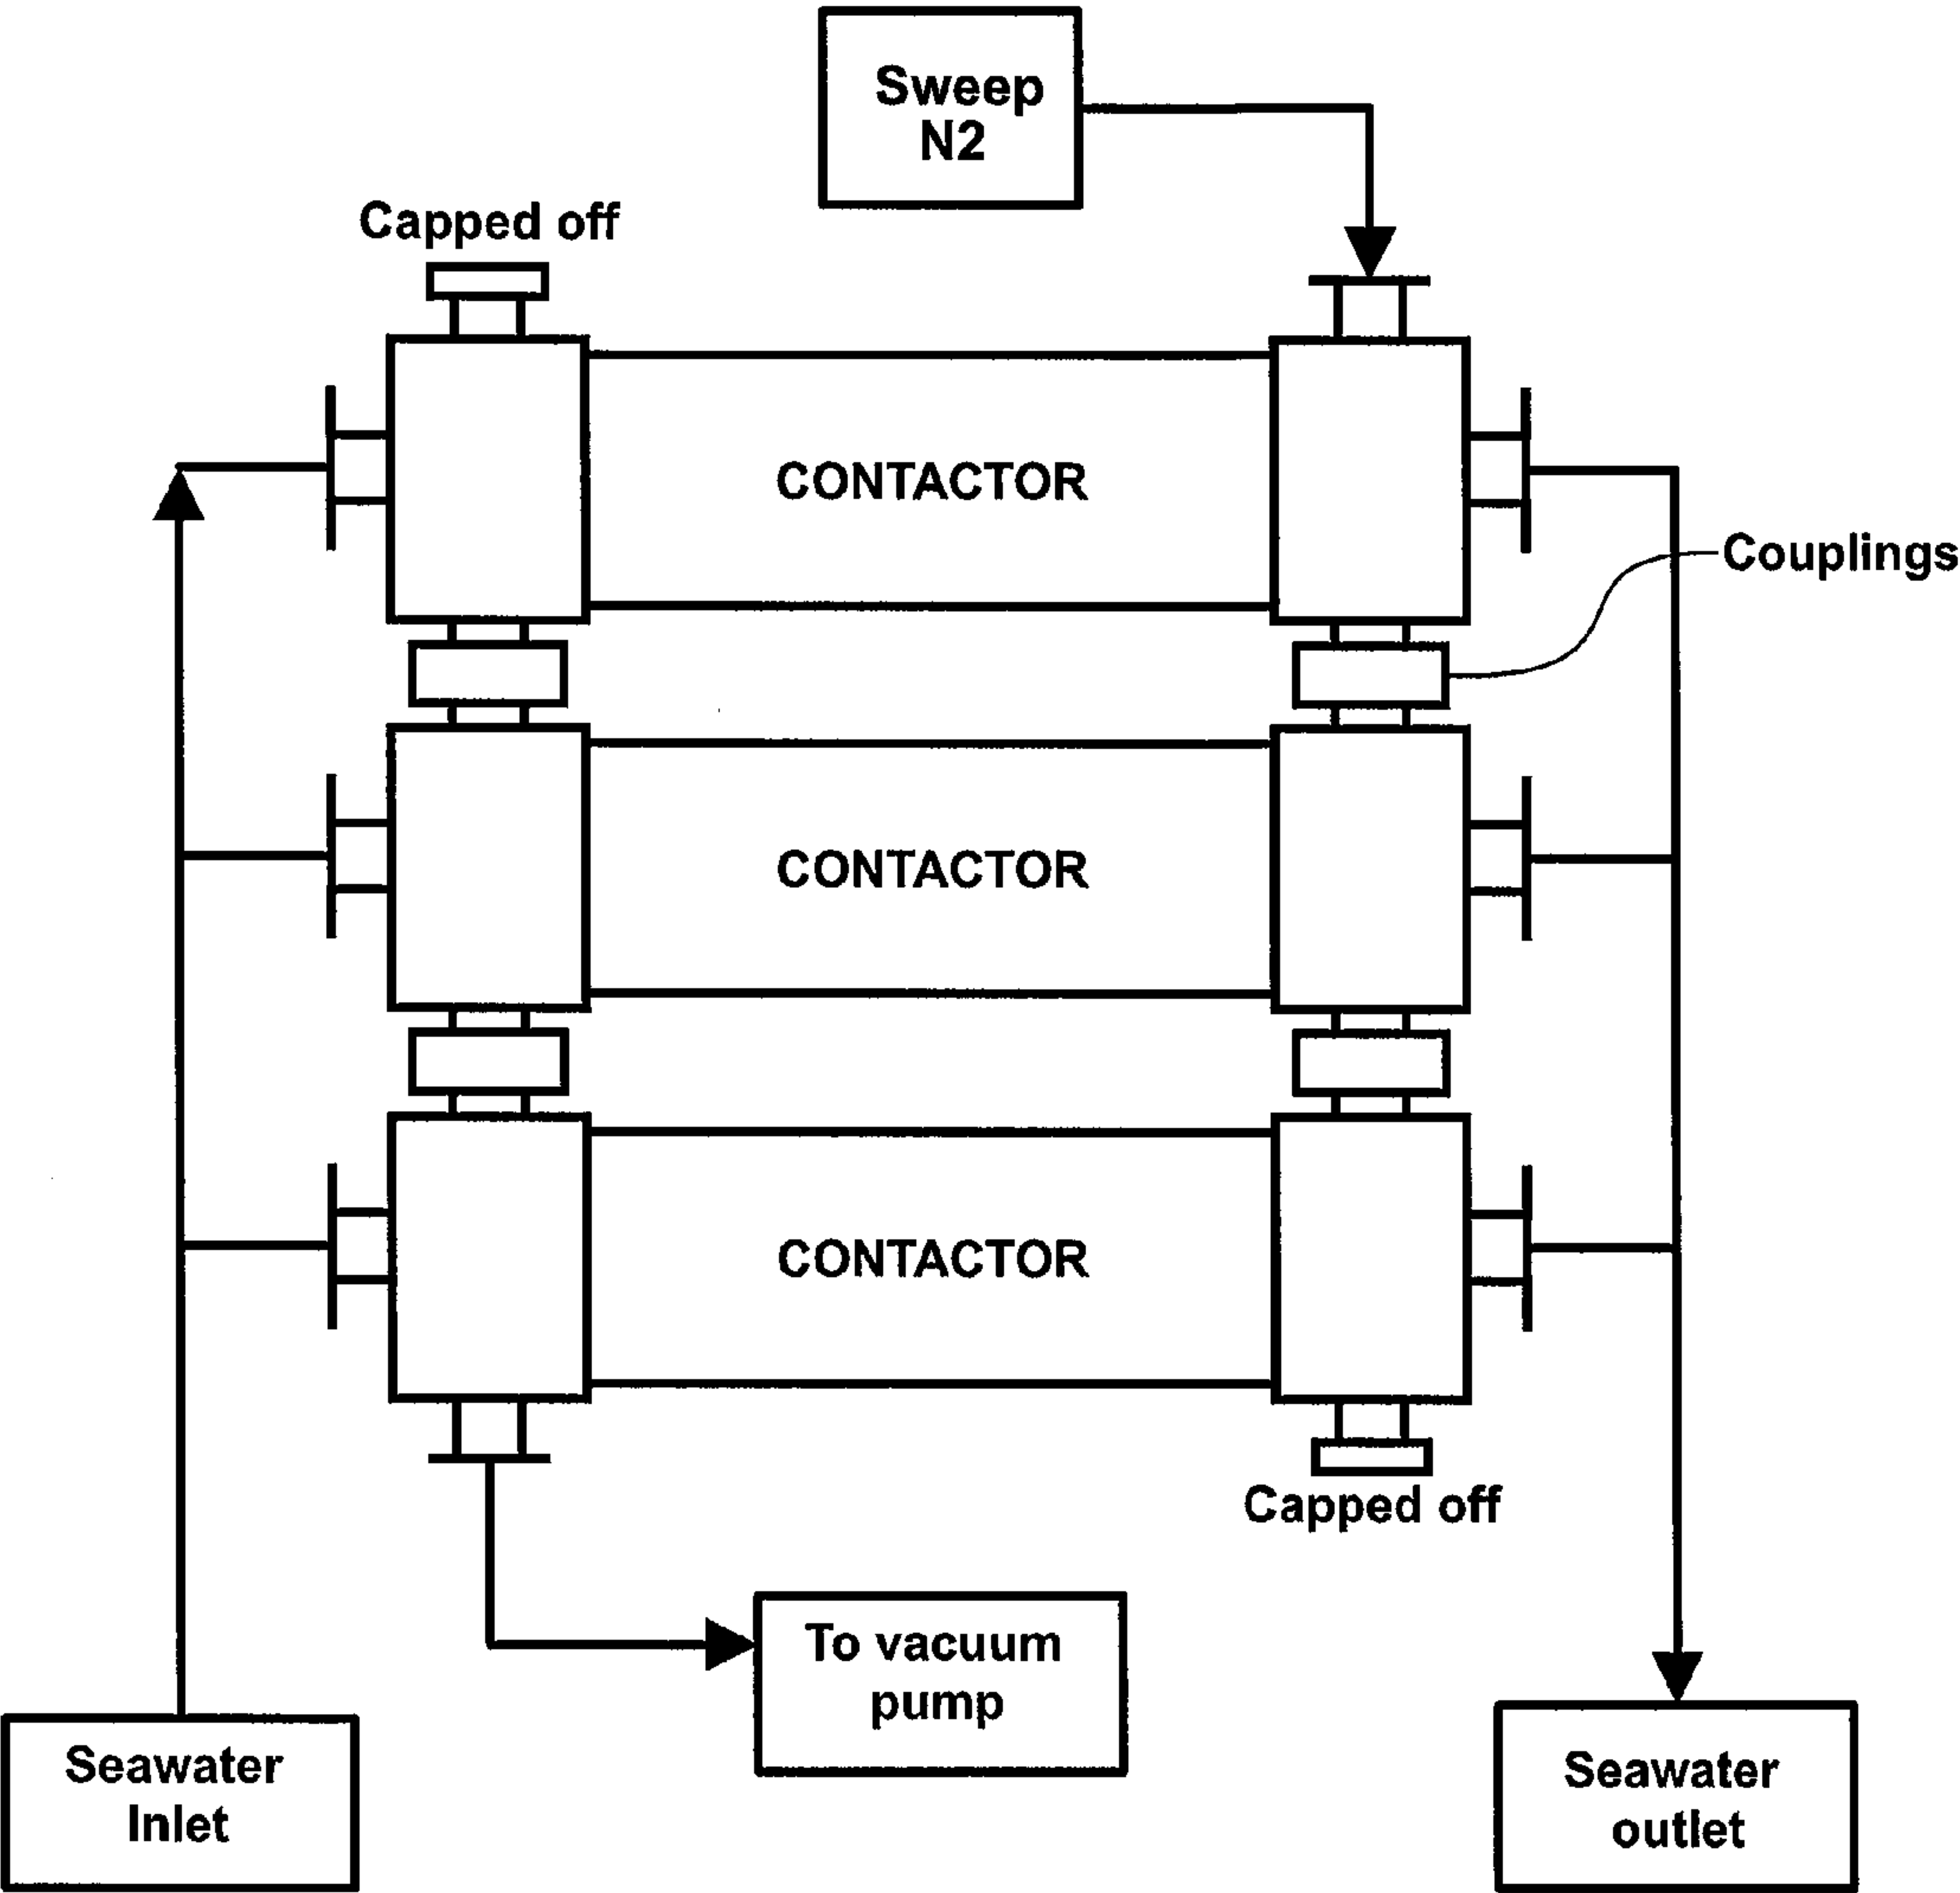 Sweep
N2
Capped off
CONTACTOR
Couplings
CONTACTOR
CONTACTOR
Capped off
To vacuum
pump
Seawater
Inlet
Seawater
outlet